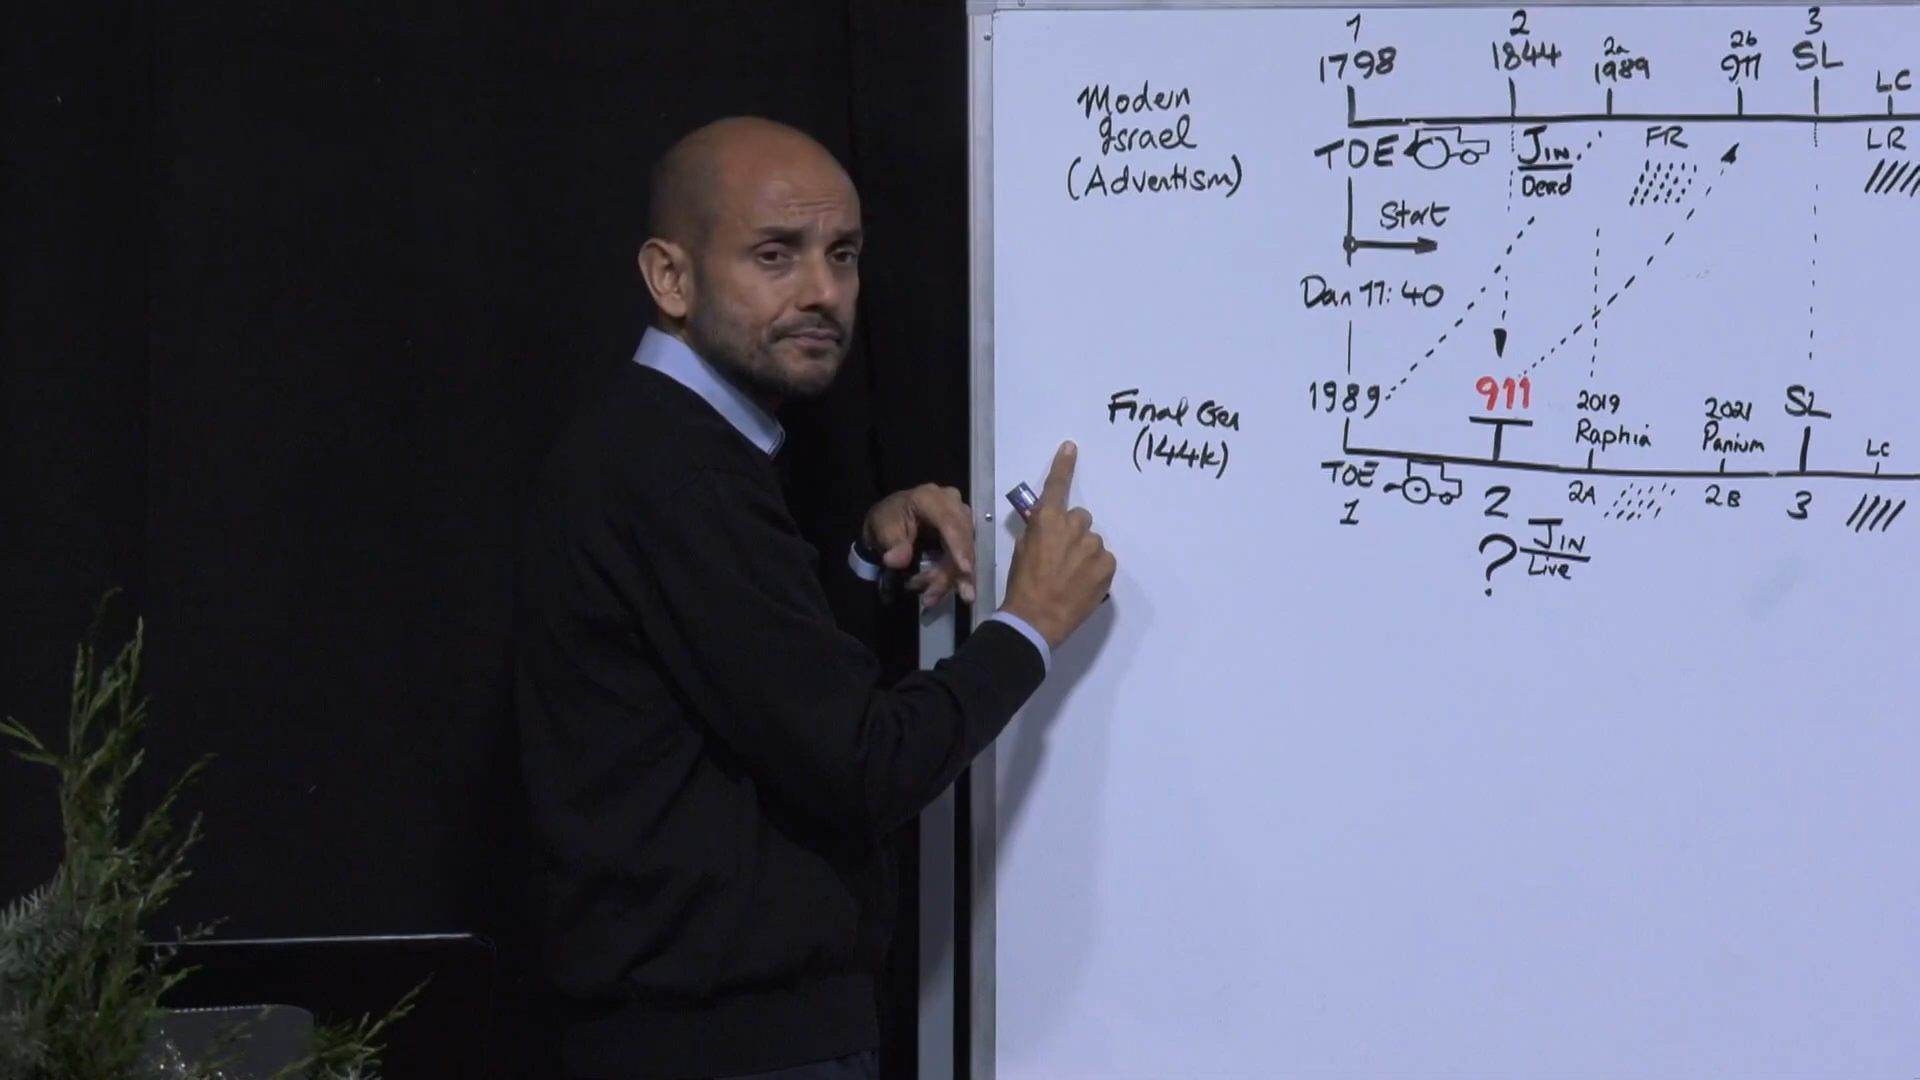 1 2 3
2a 2b
1798 1844 1989 911 SL
LC
Modern
Israel
(Adventism)
TOE JIN FR LR
Dead
Start
Dan 11:40
Final Gen
(144k)
1989 911 2019 2021 SL
Raphia Panium LC
TOE 2 2A 2B 3
1
? JIN
Live